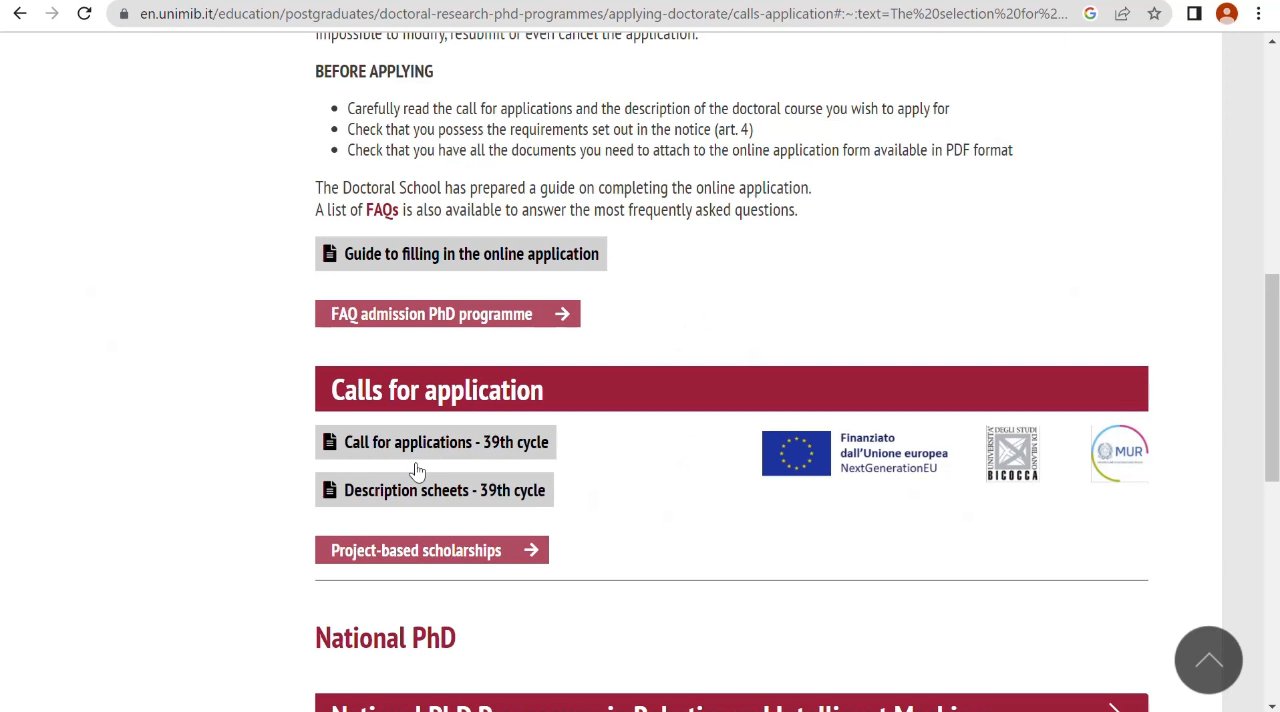 en.unimib.it/education/postgraduates/doctoral-research-phd-programmes/applying-doctorate/calls-application#:~:text=The%20selection%20for%2...
impossible to modify, resubmit or even cancel the application.
BEFORE APPLYING
Carefully read the call for applications and the description of the doctoral course you wish to apply for
Check that you possess the requirements set out in the notice (art. 4)
Check that you have all the documents you need to attach to the online application form available in PDF format
The Doctoral School has prepared a guide on completing the online application.
A list of FAQs is also available to answer the most frequently asked questions.
Guide to filling in the online application
FAQ admission PhD programme
Calls for application
Call for applications - 39th cycle
Description scheets - 39th cycle
Finanziato
dall'Unione europea
NextGenerationEU
UNIVERSITÀ DEGLI STUDI DI MILANO
BICOCCA
MUR
Project-based scholarships
National PhD
National PhD Programme in Robotics and Intelligent Machines